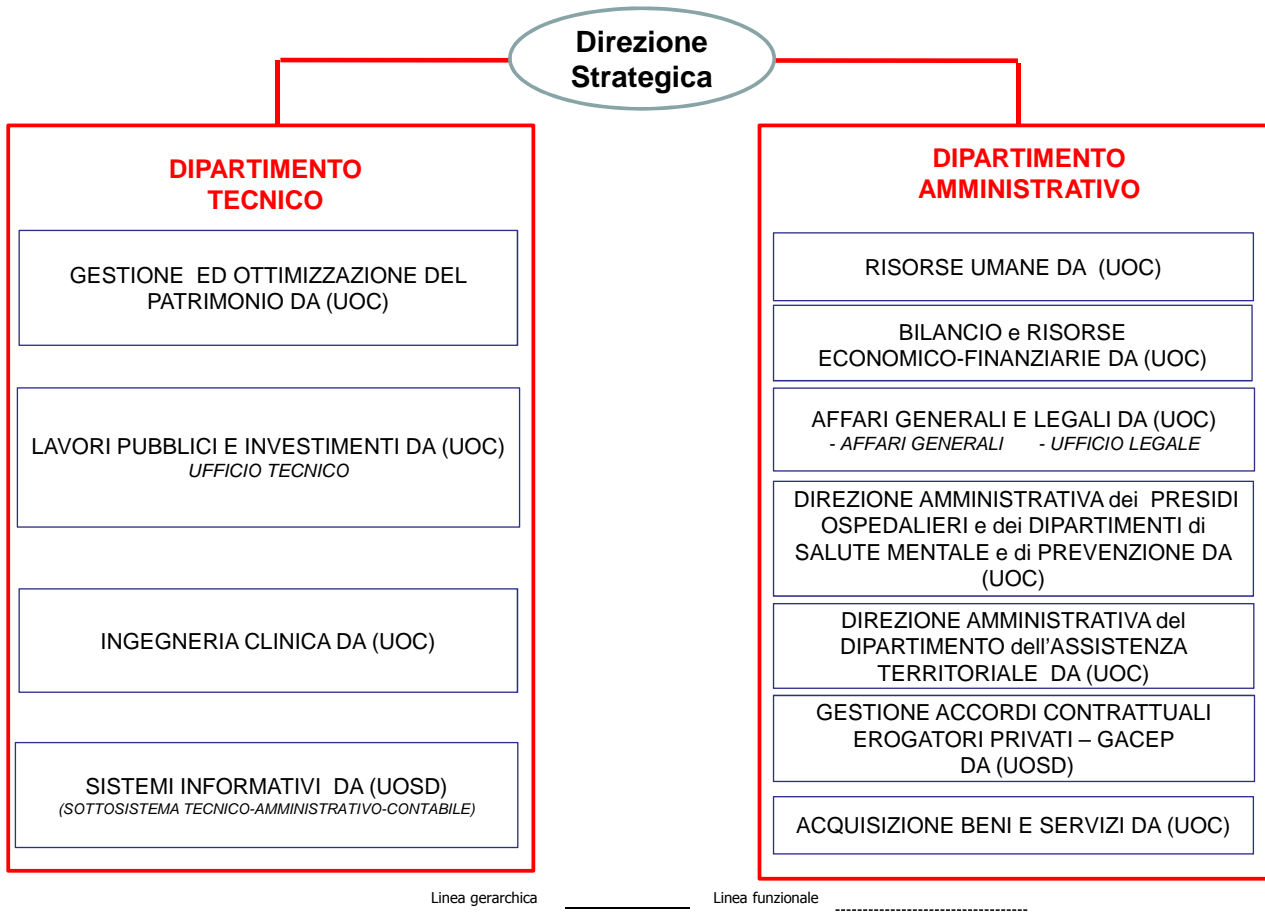 Direzione
Strategica
DIPARTIMENTO
TECNICO
GESTIONE ED OTTIMIZZAZIONE DEL
PATRIMONIO DA (UOC)
LAVORI PUBBLICI E INVESTIMENTI DA (UOC)
UFFICIO TECNICO
INGEGNERIA CLINICA DA (UOC)
SISTEMI INFORMATIVI DA (UOSD)
(SOTTOSISTEMA TECNICO-AMMINISTRATIVO-CONTABILE)
DIPARTIMENTO
AMMINISTRATIVO
RISORSE UMANE DA (UOC)
BILANCIO e RISORSE
ECONOMICO-FINANZIARIE DA (UOC)
AFFARI GENERALI E LEGALI DA (UOC)
- AFFARI GENERALI - UFFICIO LEGALE
DIREZIONE AMMINISTRATIVA dei PRESIDI
OSPEDALIERI e dei DIPARTIMENTI di
SALUTE MENTALE e di PREVENZIONE DA
(UOC)
DIREZIONE AMMINISTRATIVA del
DIPARTIMENTO dell'ASSISTENZA
TERRITORIALE DA (UOC)
GESTIONE ACCORDI CONTRATTUALI
EROGATORI PRIVATI – GACEP
DA (UOSD)
ACQUISIZIONE BENI E SERVIZI DA (UOC)
Linea gerarchica
Linea funzionale